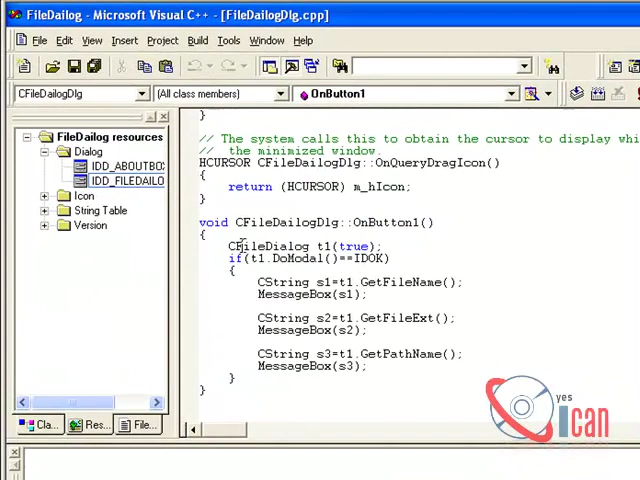 FileDailog - Microsoft Visual C++ - [FileDailogDlg.cpp]
File Edit View Insert Project Build Tools Window Help
CFileDailogDlg (All class members) OnButton1
FileDailog resources
Dialog
IDD_ABOUTBO
IDD_FILEDAILO
Icon
String Table
Version
Cla... Res... File...
}
// The system calls this to obtain the cursor to display whi
// the minimized window.
HCURSOR CFileDailogDlg::OnQueryDragIcon()
{
return (HCURSOR) m_hIcon;
}
void CFileDailogDlg::OnButton1()
{
CFileDialog t1(true);
if(t1.DoModal()==IDOK)
{
CString s1=t1.GetFileName();
MessageBox(s1);
CString s2=t1.GetFileExt();
MessageBox(s2);
CString s3=t1.GetPathName();
MessageBox(s3);
}
}
yes
Ican